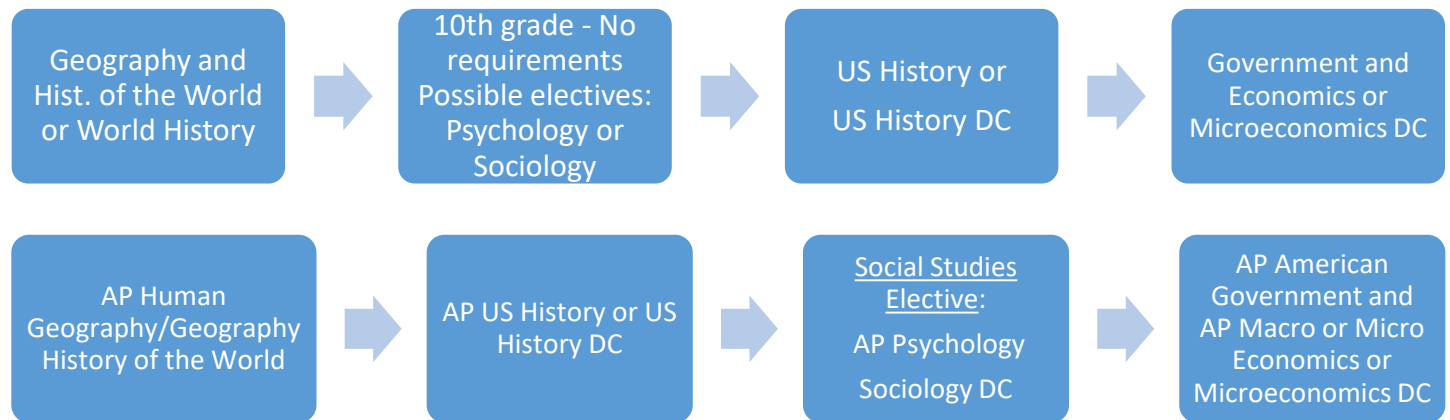 Geography and
Hist. of the World
or World History
10th grade - No
requirements
Possible electives:
Psychology or
Sociology
US History or
US History DC
Government and
Economics or
Microeconomics DC
AP Human
Geography/Geography
History of the World
AP US History or US
History DC
Social Studies
Elective:
AP Psychology
Sociology DC
AP American
Government and
AP Macro or Micro
Economics or
Microeconomics DC